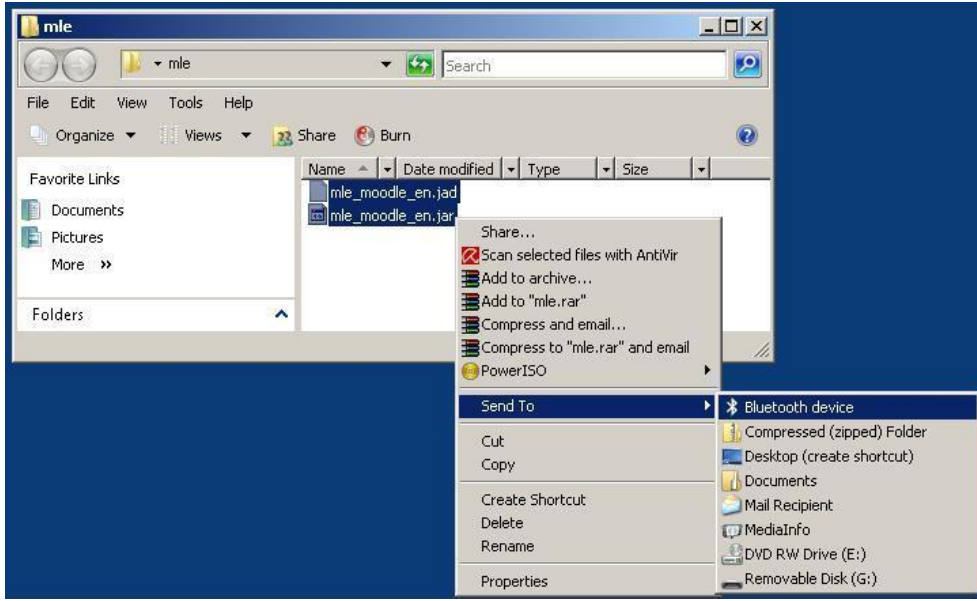 mle
mle
Search
File Edit View Tools Help
Organize Views Share Burn
Favorite Links
Documents
Pictures
More »
Folders
Name Date modified Type Size
mle_moodle_en.jad
mle_moodle_en.jar
Share...
Scan selected files with AntiVir
Add to archive...
Add to "mle.rar"
Compress and email...
Compress to "mle.rar" and email
PowerISO
Send To
Cut
Copy
Create Shortcut
Delete
Rename
Properties
Bluetooth device
Compressed (zipped) Folder
Desktop (create shortcut)
Documents
Mail Recipient
MediaInfo
DVD RW Drive (E:)
Removable Disk (G:)